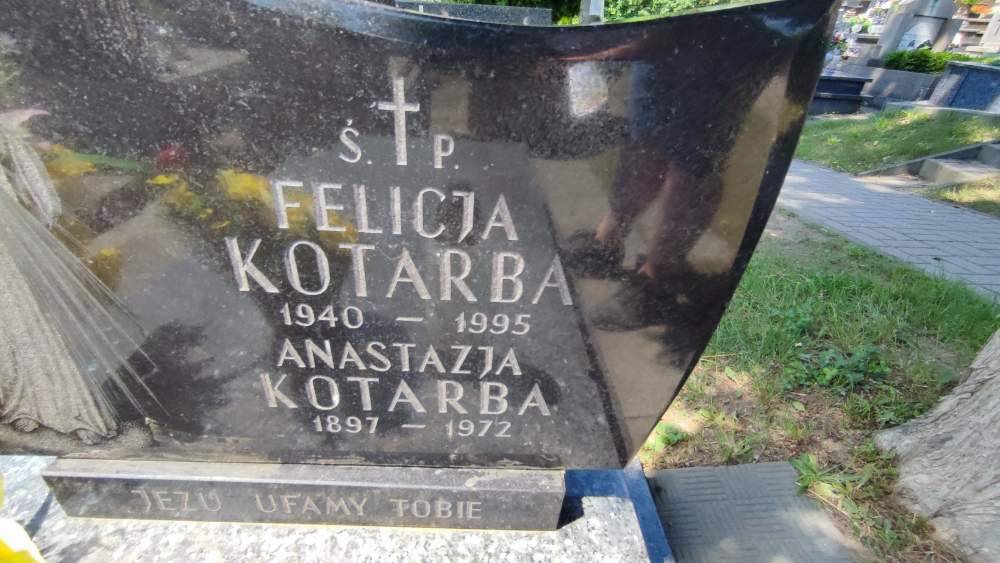 Ś. P.
FELICJA
KOTARBA
1940 – 1995
ANASTAZJA
KOTARBA
1897 – 1972
JEZU UFAMY TOBIE